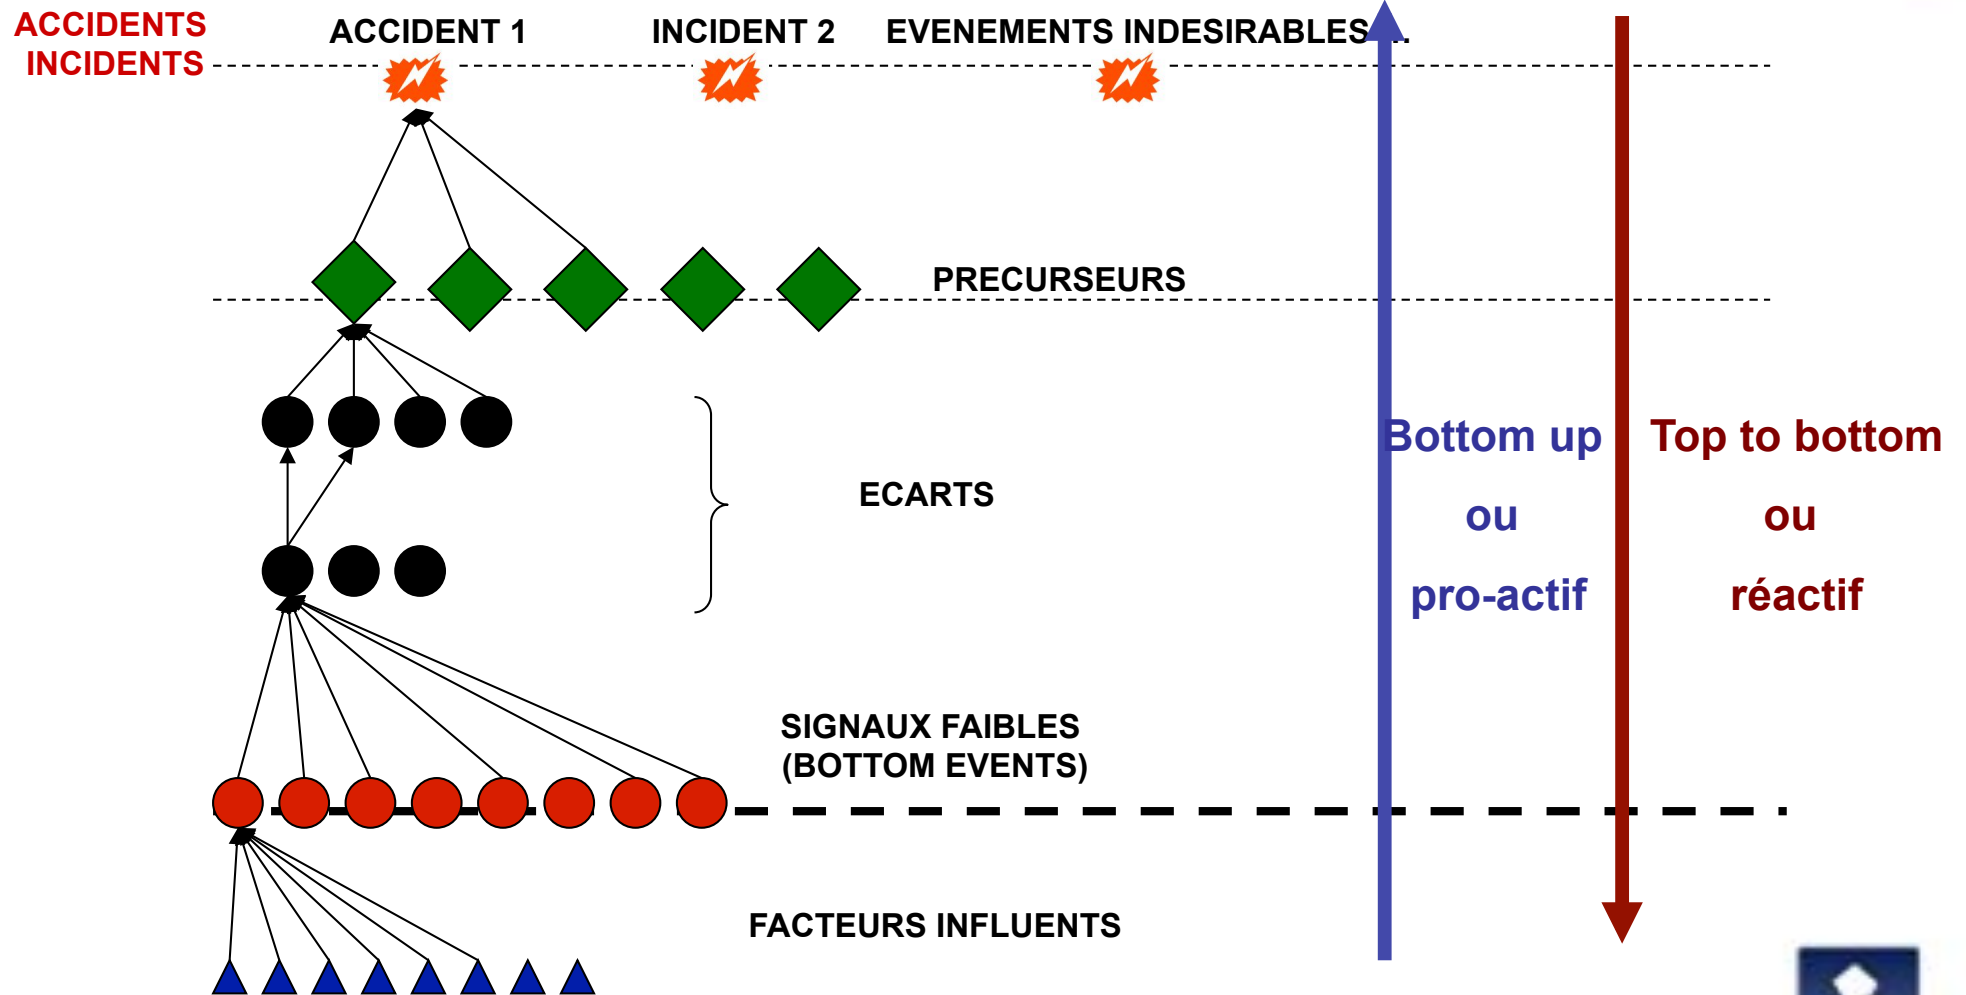 ACCIDENTS
INCIDENTS
ACCIDENT 1
INCIDENT 2
EVENEMENTS INDESIRABLES...
PRECURSEURS
ECARTS
Bottom up
ou
pro-actif
Top to bottom
ou
réactif
SIGNAUX FAIBLES
(BOTTOM EVENTS)
FACTEURS INFLUENTS